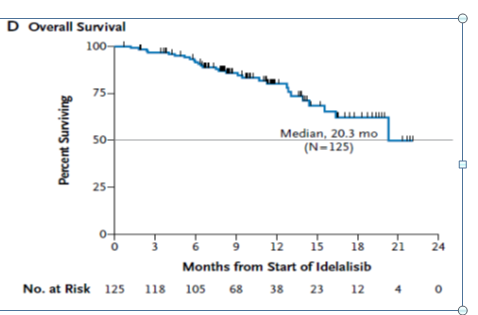 D Overall Survival
100
75
50
25
0
Percent Surviving
Median, 20.3 mo
(N=125)
0 3 6 9 12 15 18 21 24
Months from Start of Idelalisib
No. at Risk 125 118 105 68 38 23 12 4 0